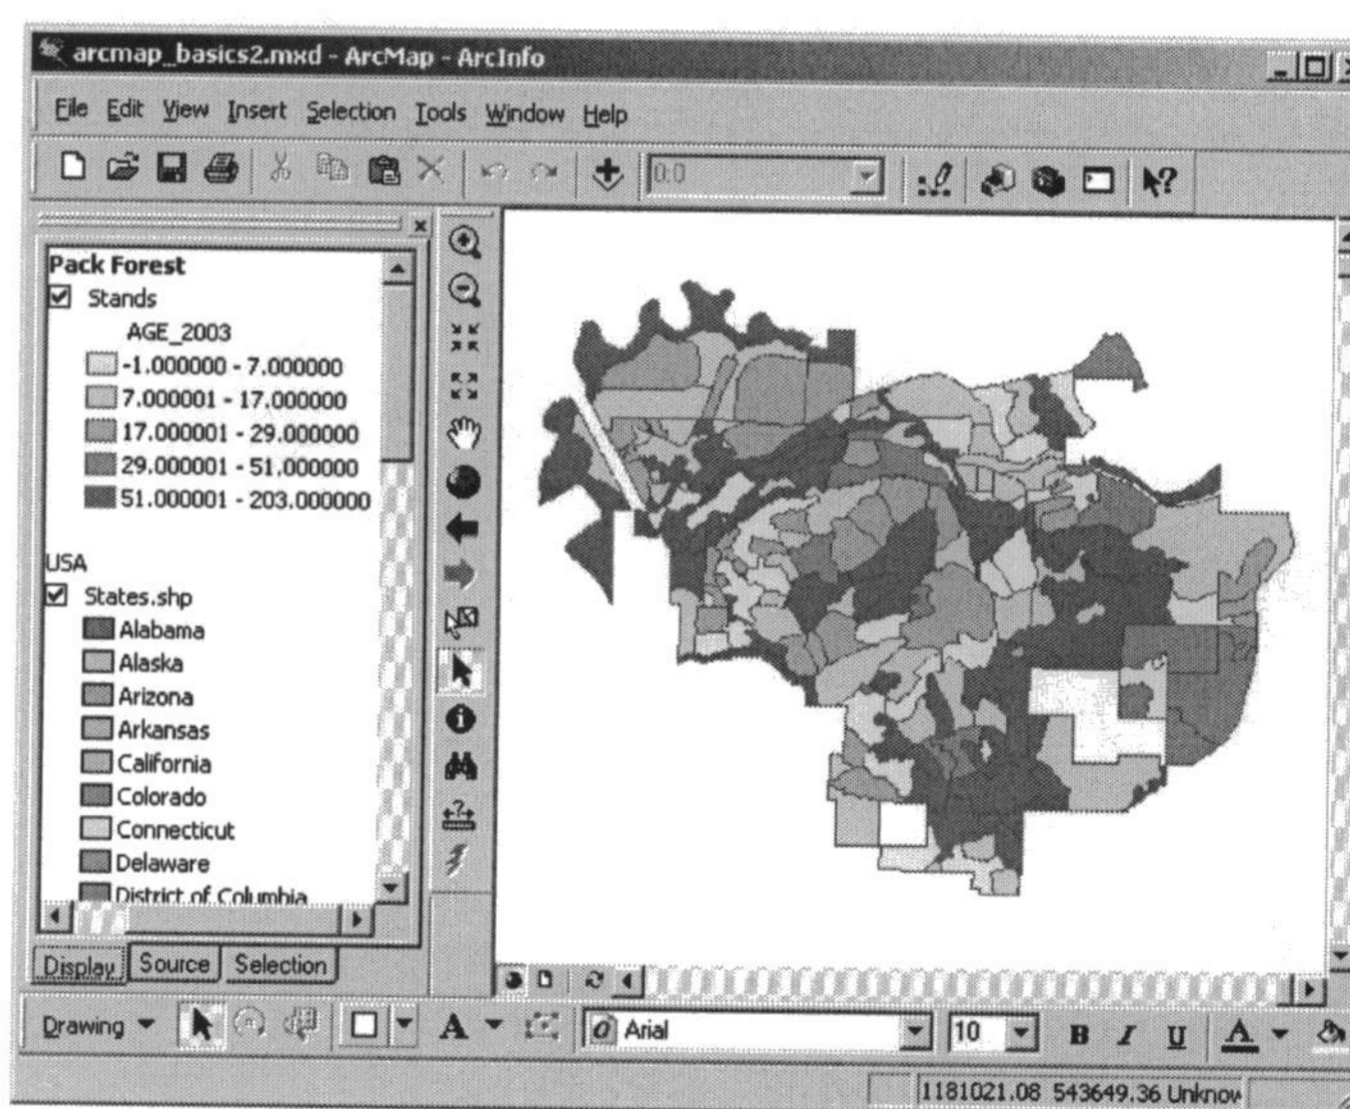 arcmap_basics2.mxd - ArcMap - ArcInfo
File Edit View Insert Selection Tools Window Help
0:0
Pack Forest
Stands
AGE_2003
-1.000000 - 7.000000
7.000001 - 17.000000
17.000001 - 29.000000
29.000001 - 51.000000
51.000001 - 203.000000
USA
States.shp
Alabama
Alaska
Arizona
Arkansas
California
Colorado
Connecticut
Delaware
District of Columbia
Display Source Selection
Drawing A Arial 10 B I U A
1181021.08 543649.36 Unknow